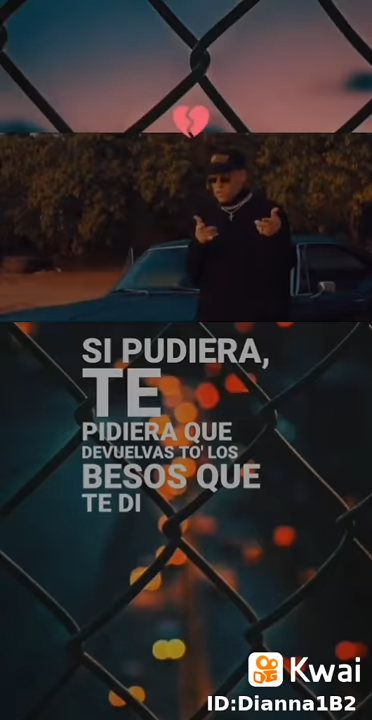 SI PUDIERA,
TE
PIDIERA QUE
DEVUELVAS TO' LOS
BESOS QUE
TE DI
Kwai
ID:Dianna1B2